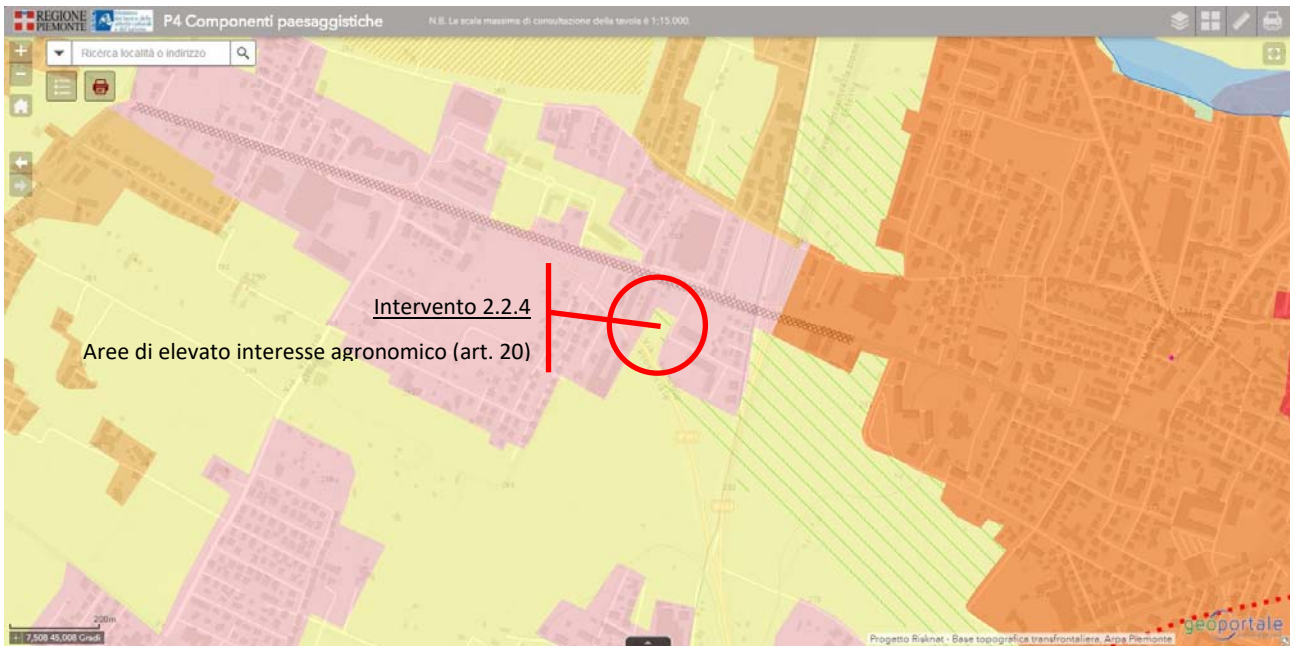 REGIONE
PIEMONTE
P4 Componenti paesaggistiche
N.B. La scala massima di consultazione della tavola è 1:15.000.
Ricerca località o indirizzo
Intervento 2.2.4
Aree di elevato interesse agronomico (art. 20)
200m
7,508 45,008 Gradi
Progetto Risknat - Base topografica transfrontaliera, Arpa Piemonte
geoportale